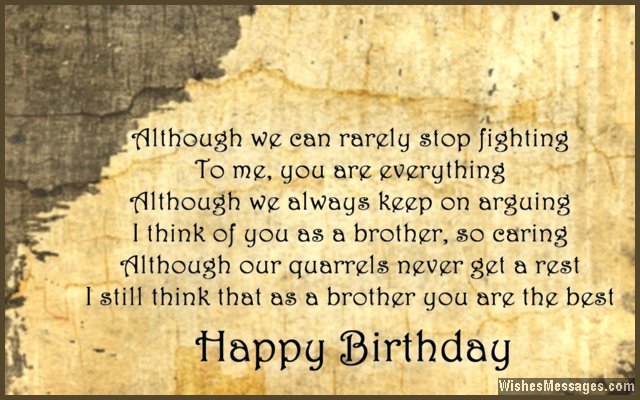 Although we can rarely stop fighting
To me, you are everything
Although we always keep on arguing
I think of you as a brother, so caring
Although our quarrels never get a rest
I still think that as a brother you are the best
Happy Birthday
WishesMessages.com